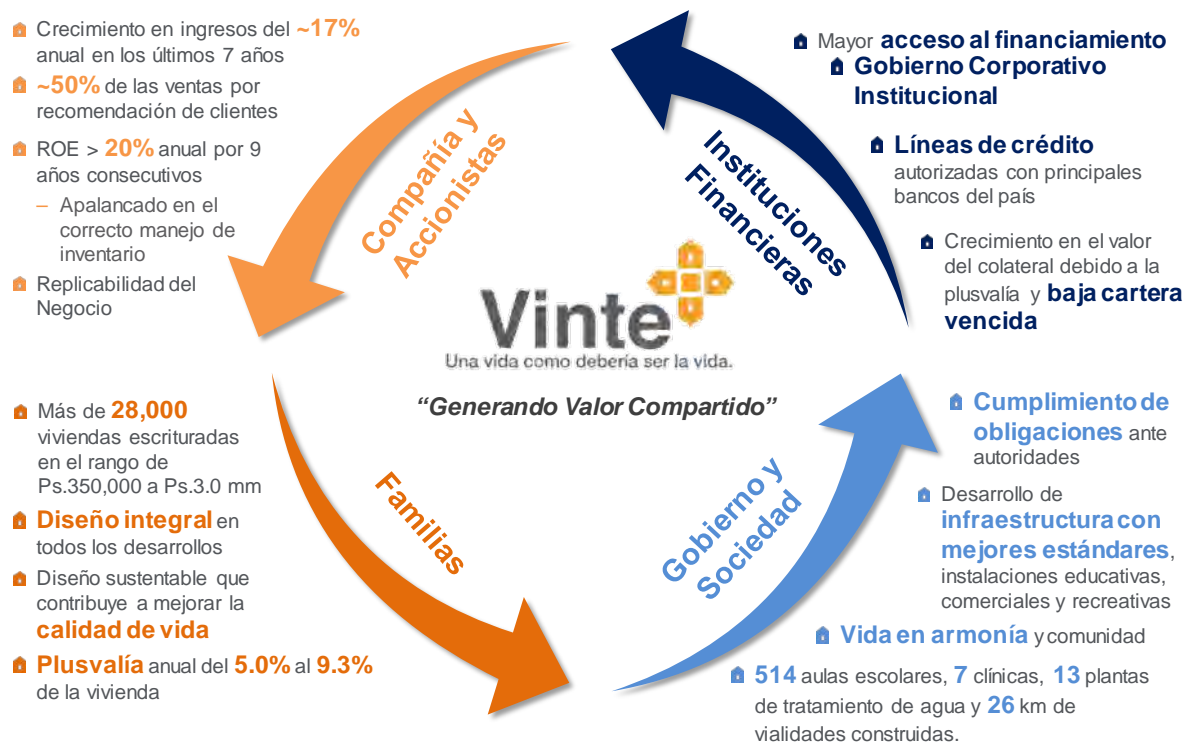 Crecimiento en ingresos del ~17%
anual en los últimos 7 años
~50% de las ventas por
recomendación de clientes
ROE > 20% anual por 9
años consecutivos
– Apalancado en el
correcto manejo de
inventario
Replicabilidad del
Negocio
Compañía y
Accionistas
Mayor acceso al financiamiento
Gobierno Corporativo
Institucional
Líneas de crédito
autorizadas con principales
bancos del país
Crecimiento en el valor
del colateral debido a la
plusvalía y baja cartera
vencida
Instituciones
Financieras
Vinte
Una vida como debería ser la vida.
“Generando Valor Compartido”
Más de 28,000
viviendas escrituradas
en el rango de
Ps.350,000 a Ps.3.0 mm
Diseño integral en
todos los desarrollos
Diseño sustentable que
contribuye a mejorar la
calidad de vida
Plusvalía anual del 5.0% al 9.3%
de la vivienda
Familias
Gobierno y
Sociedad
Cumplimiento de
obligaciones ante
autoridades
Desarrollo de
infraestructura con
mejores estándares,
instalaciones educativas,
comerciales y recreativas
Vida en armonía y comunidad
514 aulas escolares, 7 clínicas, 13 plantas
de tratamiento de agua y 26 km de
vialidades construidas.